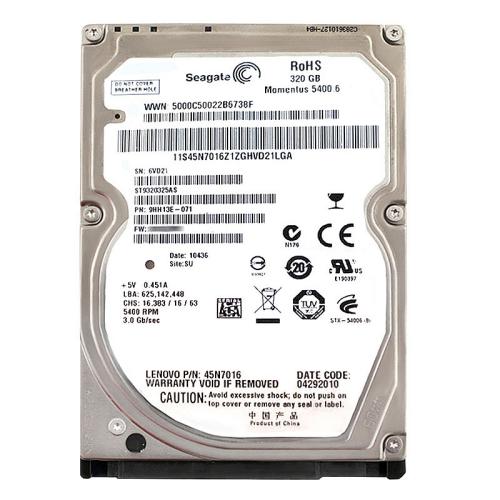 C283610127-HB4
DO NOT COVER
BREATHER HOLE
Seagate
RoHS
320 GB
Momentus 5400.6
WWN 5000C50022B6738F
11S45N7016Z1ZGHVD21LGA
SN: 6VD21
ST9320325AS
PN: 9HH13E-071
FW:
N176
Date: 10436
Site:SU
E190397
+5V 0.451A
LBA: 625,142,448
CHS: 16,383 / 16 / 63
5400 RPM
3.0 Gb/sec
SATA
TUV
LENOVO P/N: 45N7016
DATE CODE:
WARRANTY VOID IF REMOVED
04292010
CAUTION: Avoid excessive shock; do not push on
top cover or remove any seal or label.
中国产品
Product of China